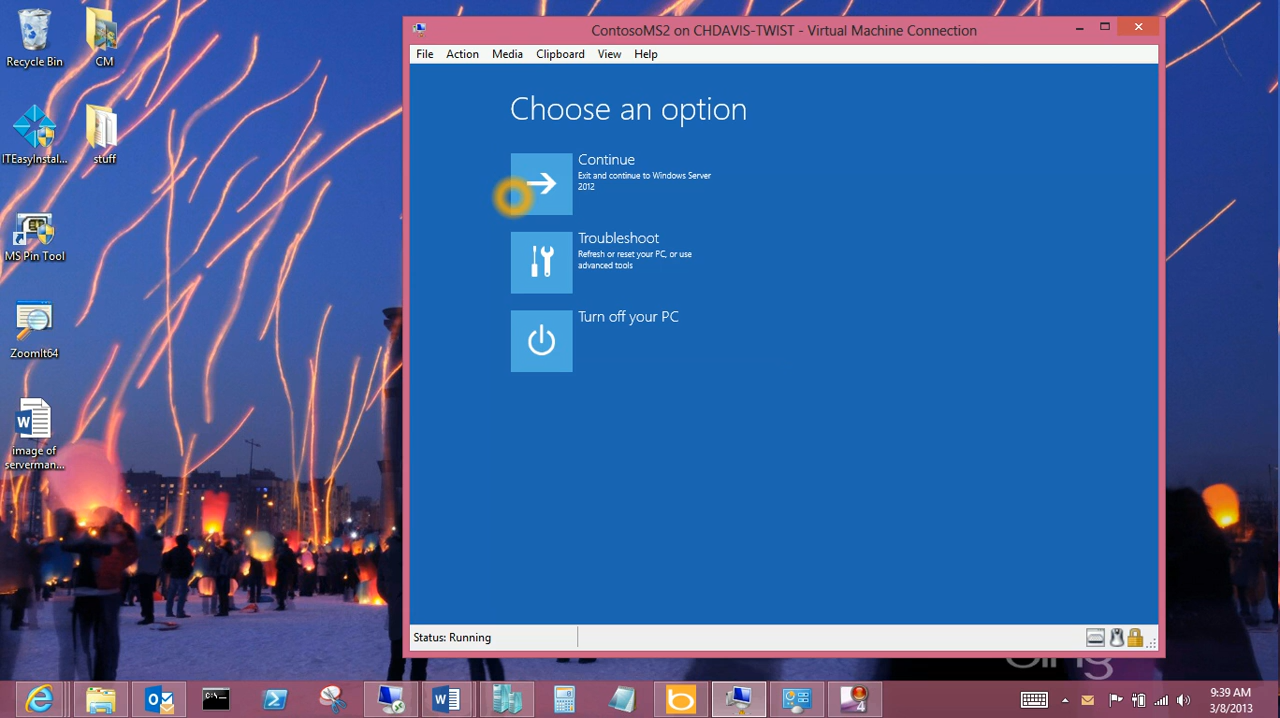 Recycle Bin
CM
ITEasyInstal...
stuff
MS Pin Tool
ZoomIt64
image of
serverman...
ContosoMS2 on CHDAVIS-TWIST - Virtual Machine Connection
File Action Media Clipboard View Help
Choose an option
Continue
Exit and continue to Windows Server
2012
Troubleshoot
Refresh or reset your PC, or use
advanced tools
Turn off your PC
Status: Running
9:39 AM
3/8/2013